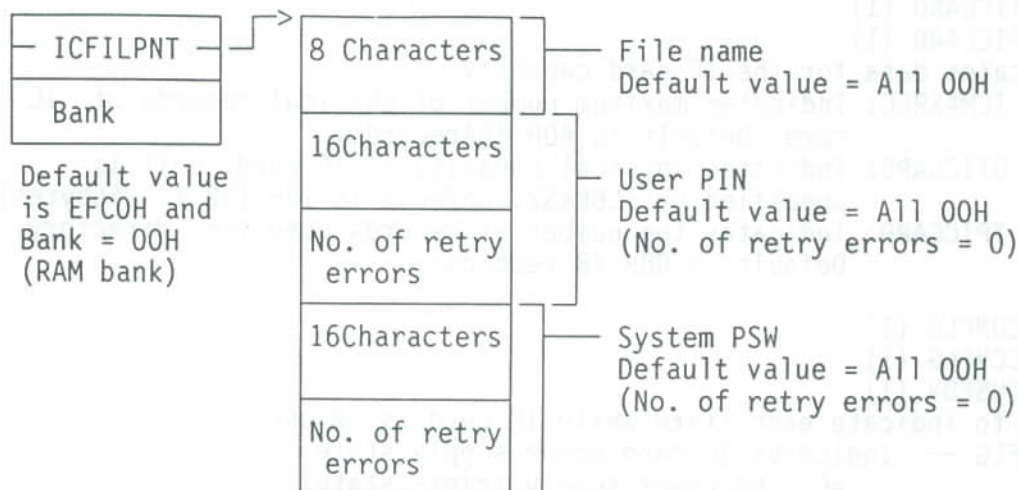 ICFILPNT
Bank
Default value
is EFC0H and
Bank = 00H
(RAM bank)
8 Characters
16Characters
No. of retry
errors
16Characters
No. of retry
errors
File name
Default value = All 00H
User PIN
Default value = All 00H
(No. of retry errors = 0)
System PSW
Default value = All 00H
(No. of retry errors = 0)